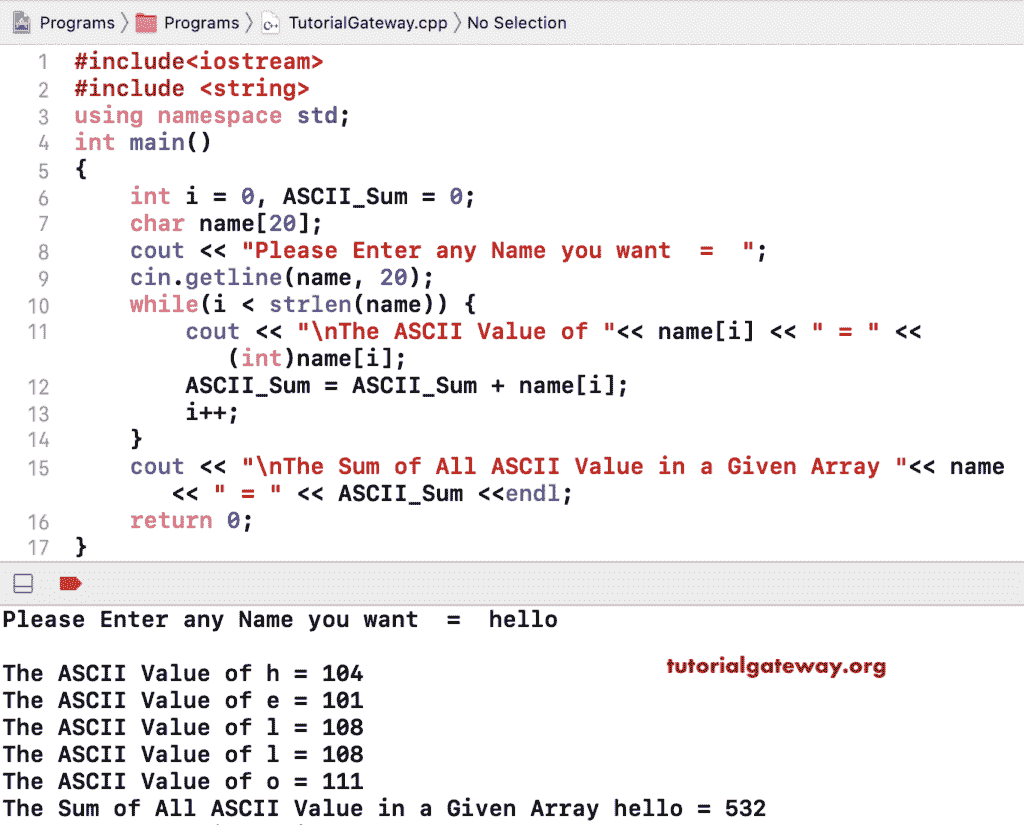 Programs Programs TutorialGateway.cpp No Selection
1 #include<iostream>
2 #include <string>
3 using namespace std;
4 int main()
5 {
6 int i = 0, ASCII_Sum = 0;
7 char name[20];
8 cout << "Please Enter any Name you want  =  ";
9 cin.getline(name, 20);
10 while(i < strlen(name)) {
11 cout << "\nThe ASCII Value of "<< name[i] << " = " <<
(int)name[i];
12 ASCII_Sum = ASCII_Sum + name[i];
13 i++;
14 }
15 cout << "\nThe Sum of All ASCII Value in a Given Array "<< name
<< " = " << ASCII_Sum <<endl;
16 return 0;
17 }
Please Enter any Name you want  =  hello
tutorialgateway.org
The ASCII Value of h = 104
The ASCII Value of e = 101
The ASCII Value of l = 108
The ASCII Value of l = 108
The ASCII Value of o = 111
The Sum of All ASCII Value in a Given Array hello = 532